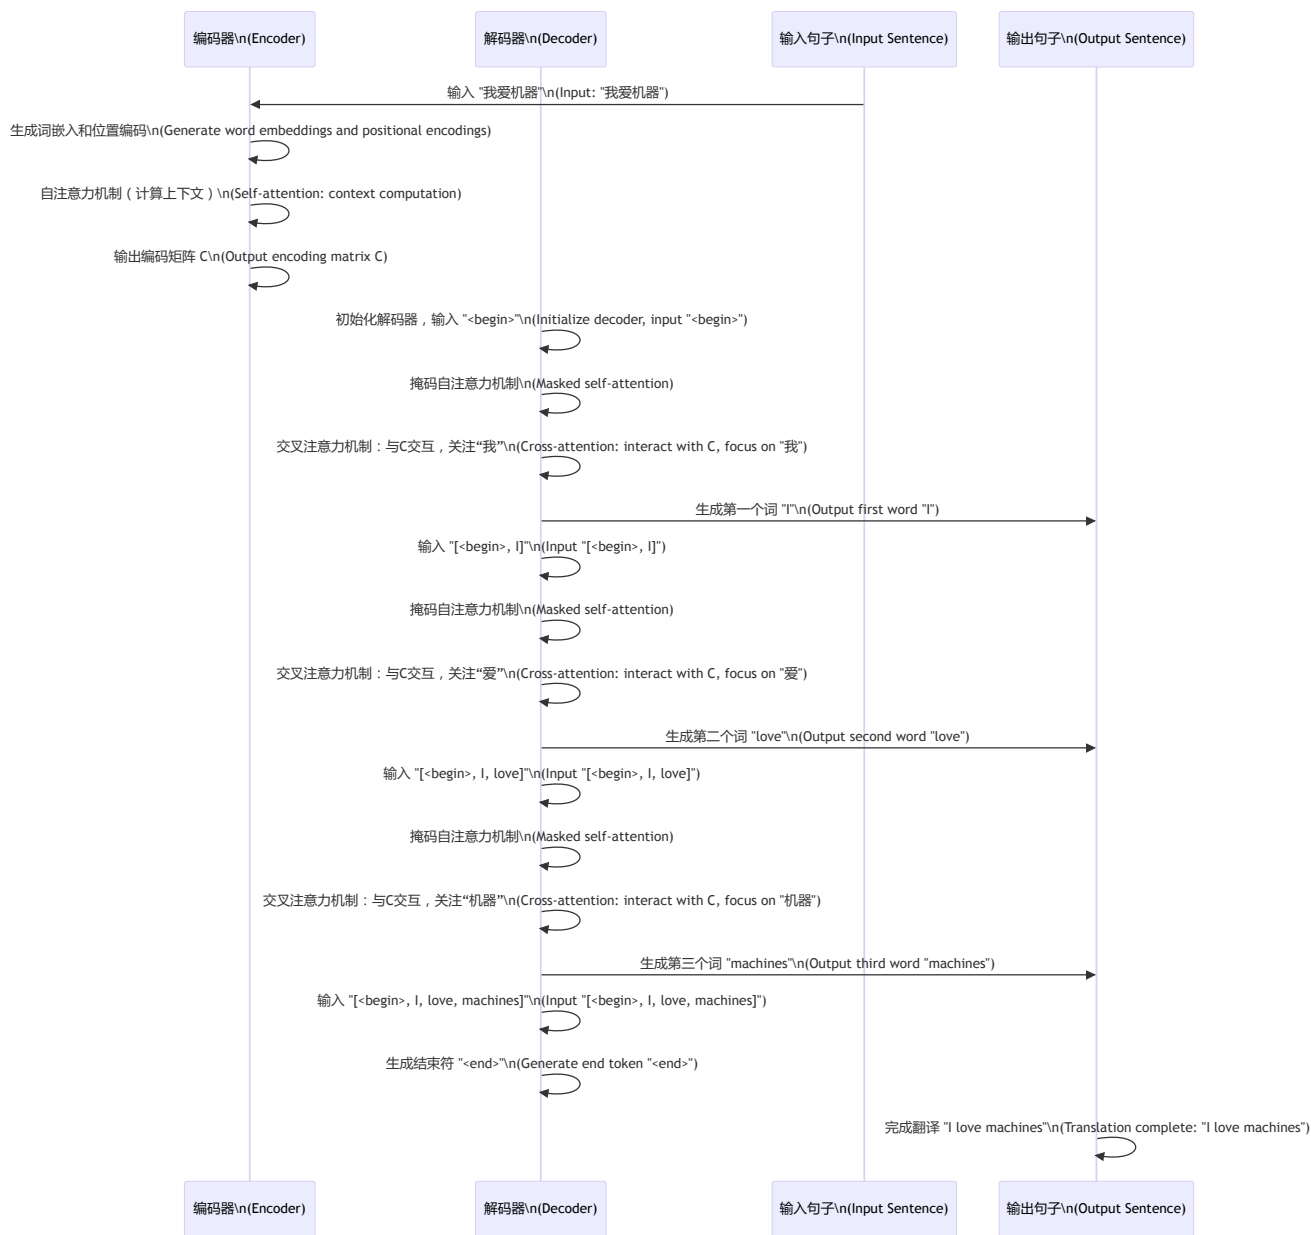 编码器\n(Encoder)
解码器\n(Decoder)
输入句子\n(Input Sentence)
输出句子\n(Output Sentence)
输入 "我爱机器"\n(Input: "我爱机器")
生成词嵌入和位置编码\n(Generate word embeddings and positional encodings)
自注意力机制（计算上下文）\n(Self-attention: context computation)
输出编码矩阵 C\n(Output encoding matrix C)
初始化解码器，输入 "<begin>"\n(Initialize decoder, input "<begin>")
掩码自注意力机制\n(Masked self-attention)
交叉注意力机制：与C交互，关注“我”\n(Cross-attention: interact with C, focus on "我")
生成第一个词 "I"\n(Output first word "I")
输入 "[<begin>, I]"\n(Input "[<begin>, I]")
掩码自注意力机制\n(Masked self-attention)
交叉注意力机制：与C交互，关注“爱”\n(Cross-attention: interact with C, focus on "爱")
生成第二个词 "love"\n(Output second word "love")
输入 "[<begin>, I, love]"\n(Input "[<begin>, I, love]")
掩码自注意力机制\n(Masked self-attention)
交叉注意力机制：与C交互，关注“机器”\n(Cross-attention: interact with C, focus on "机器")
生成第三个词 "machines"\n(Output third word "machines")
输入 "[<begin>, I, love, machines]"\n(Input "[<begin>, I, love, machines]")
生成结束符 "<end>"\n(Generate end token "<end>")
完成翻译 "I love machines"\n(Translation complete: "I love machines")
编码器\n(Encoder)
解码器\n(Decoder)
输入句子\n(Input Sentence)
输出句子\n(Output Sentence)